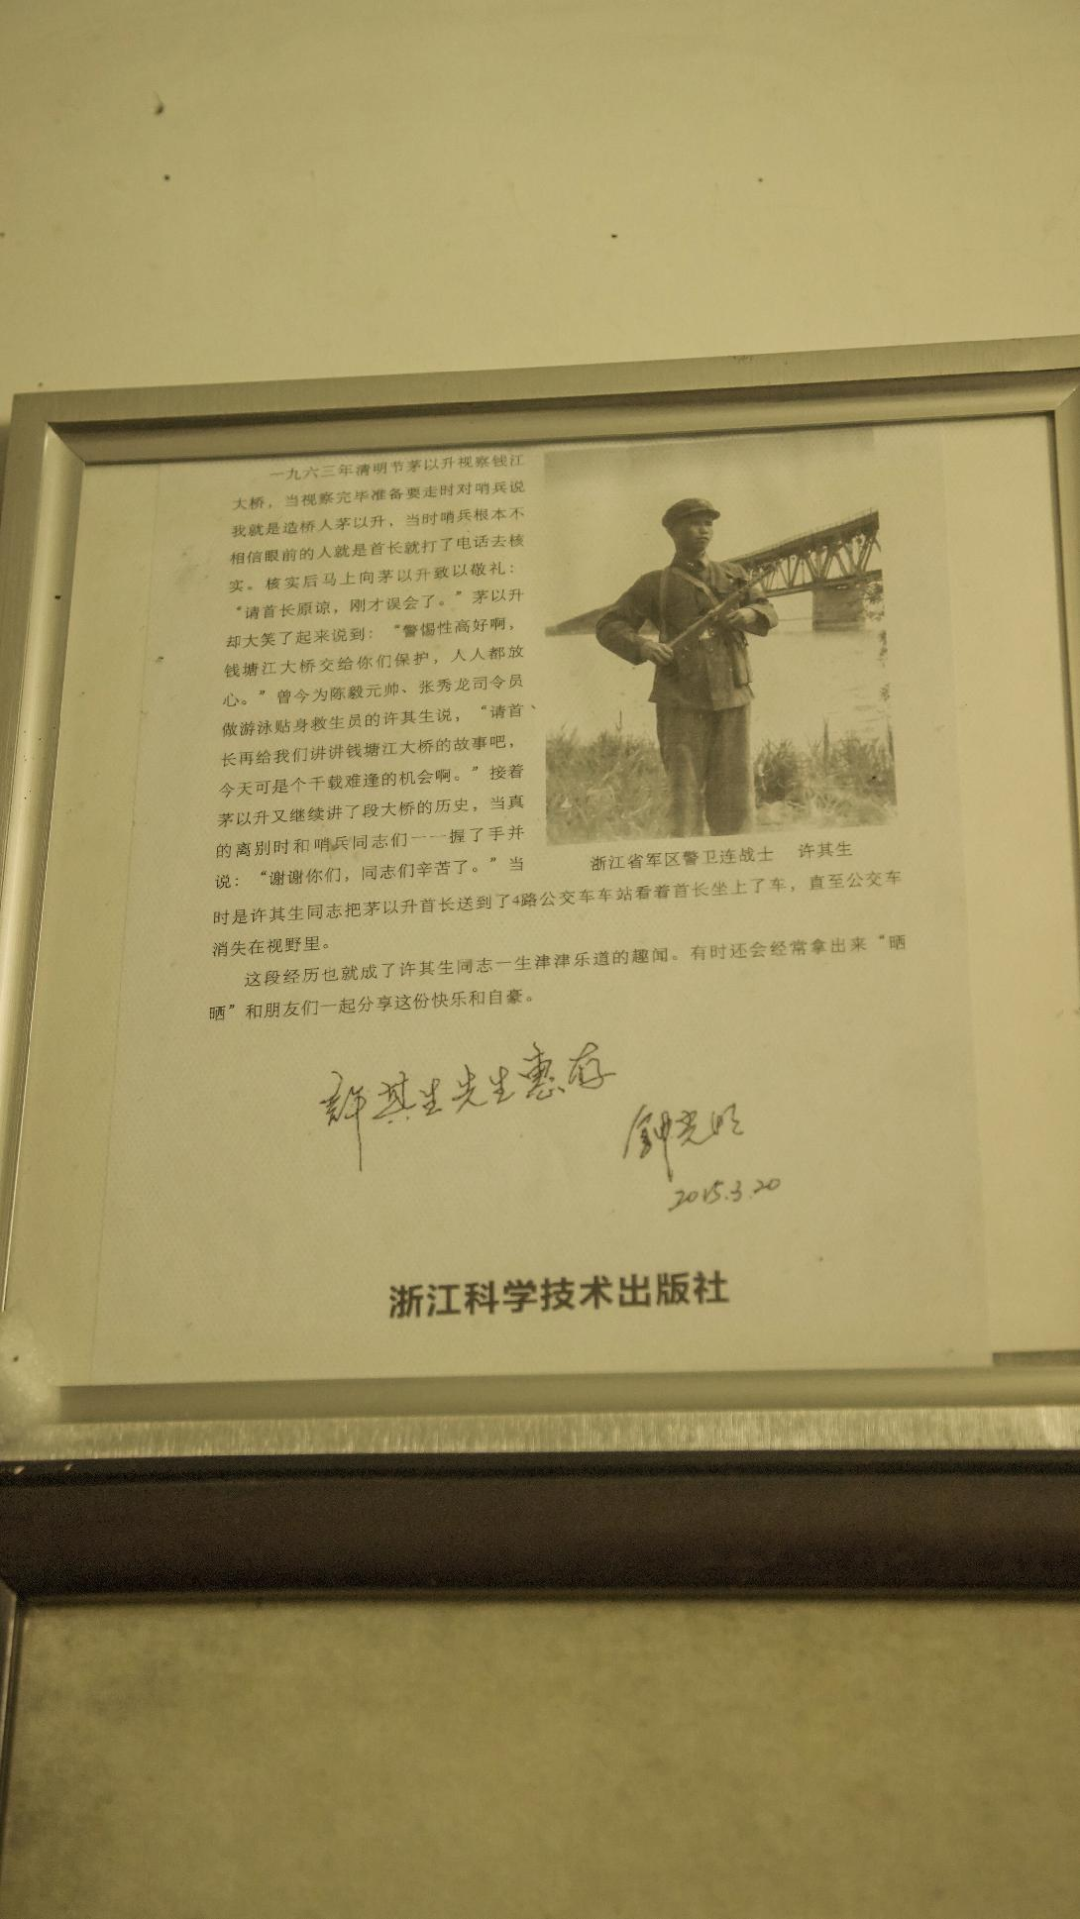 一九六三年清明节茅以升视察钱江
大桥，当视察完毕准备要走时对哨兵说
我就是造桥人茅以升，当时哨兵根本不
相信眼前的人就是首长就打了电话去核
实。核实后马上向茅以升致以敬礼：
“请首长原谅，刚才误会了。”茅以升
却大笑了起来说到：“警惕性高好啊，
钱塘江大桥交给你们保护，人人都放
心。”曾今为陈毅元帅、张秀龙司令员
做游泳贴身救生员的许其生说，“请首
长再给我们讲讲钱塘江大桥的故事吧，
今天可是个千载难逢的机会啊。”接着
茅以升又继续讲了段大桥的历史，当真
的离别时和哨兵同志们一一握了手并
说：“谢谢你们，同志们辛苦了。”当
时是许其生同志把茅以升首长送到了4路公交车车站看着首长坐上了车，直至公交车
消失在视野里。
这段经历也就成了许其生同志一生津津乐道的趣闻。有时还会经常拿出来“晒
晒”和朋友们一起分享这份快乐和自豪。
浙江省军区警卫连战士 许其生
許其生先生惠存
鍾光明
2015.3.20
浙江科学技术出版社